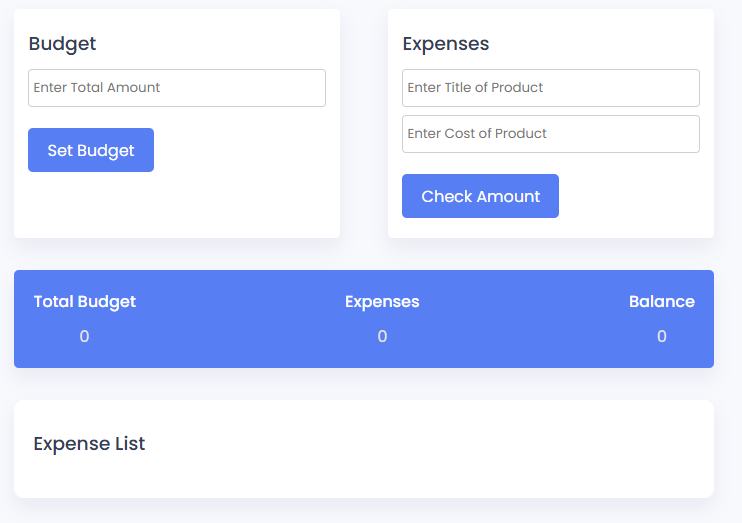 Budget
Enter Total Amount
Set Budget
Expenses
Enter Title of Product
Enter Cost of Product
Check Amount
Total Budget
0
Expenses
0
Balance
0
Expense List